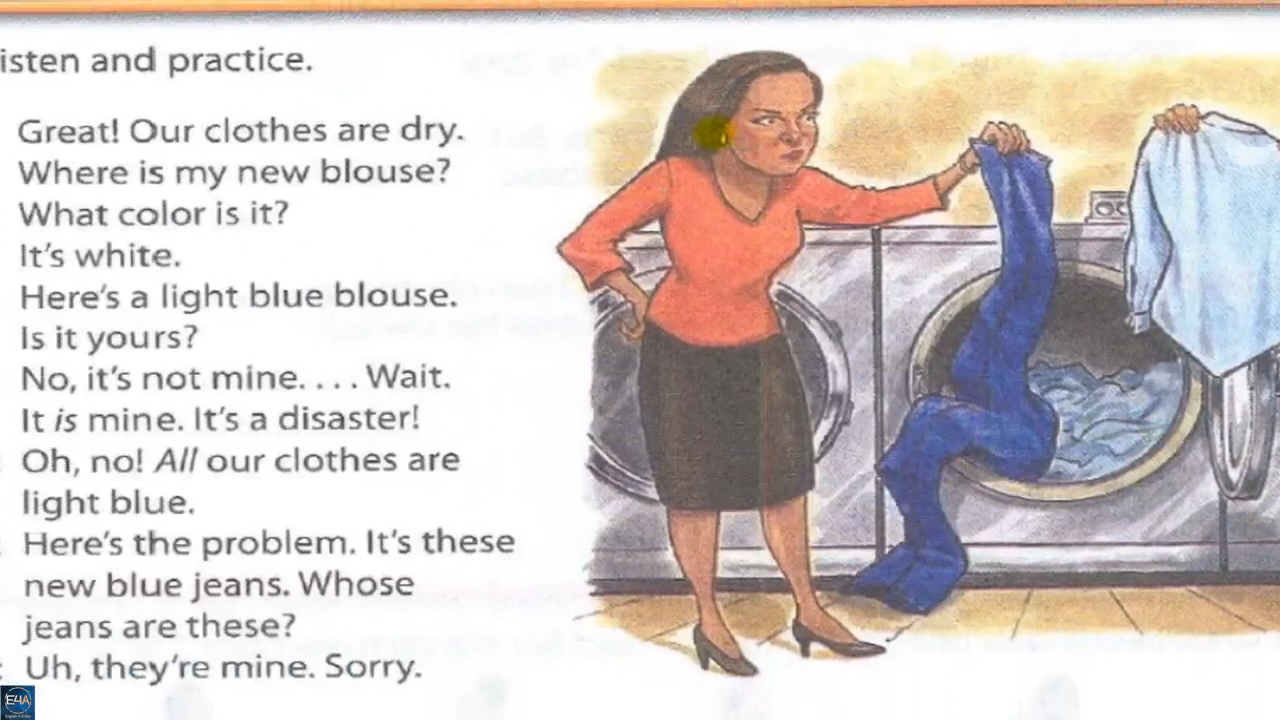 isten and practice.
Great! Our clothes are dry.
Where is my new blouse?
What color is it?
It's white.
Here's a light blue blouse.
Is it yours?
No, it's not mine. . . . Wait.
It is mine. It's a disaster!
Oh, no! All our clothes are
light blue.
Here's the problem. It's these
new blue jeans. Whose
jeans are these?
: Uh, they're mine. Sorry.
E4A